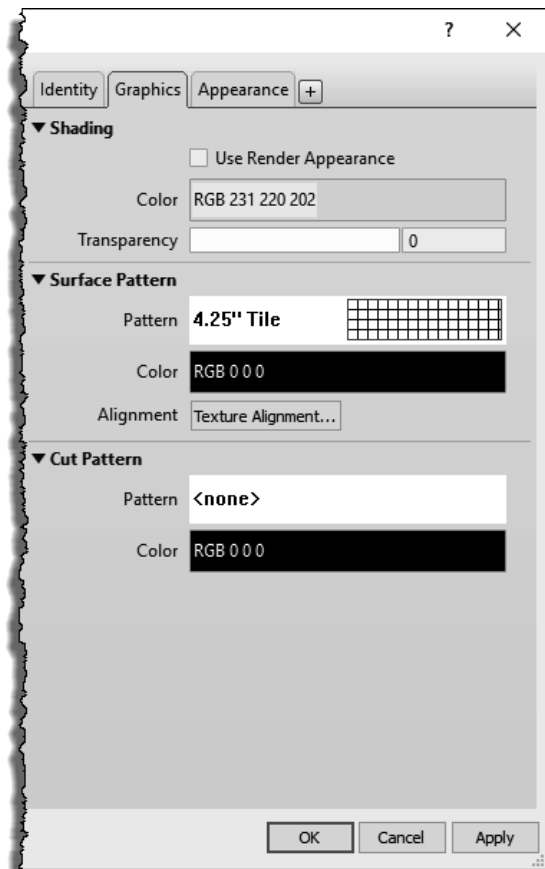 ?
Identity Graphics Appearance +
Shading
Use Render Appearance
Color RGB 231 220 202
Transparency 0
Surface Pattern
Pattern 4.25" Tile
Color RGB 0 0 0
Alignment Texture Alignment...
Cut Pattern
Pattern <none>
Color RGB 0 0 0
OK Cancel Apply